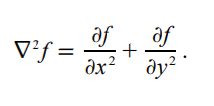 ∇²f = ∂f/∂x² + ∂f/∂y² .